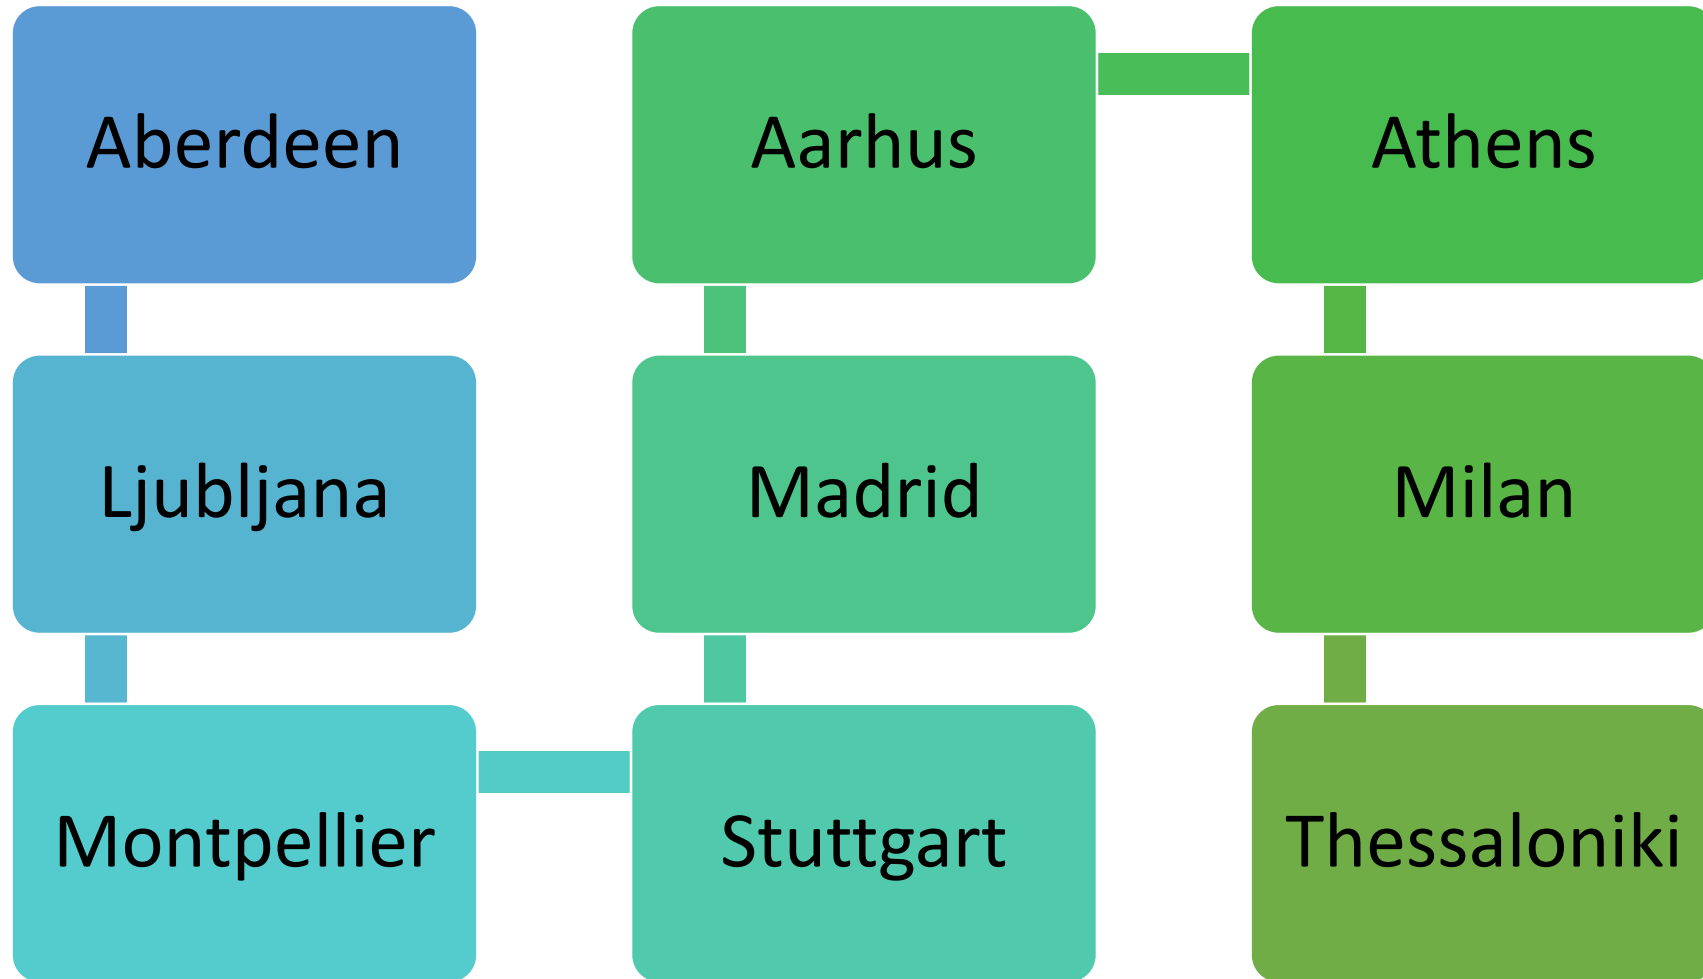 Aberdeen
Ljubljana
Montpellier
Stuttgart
Madrid
Aarhus
Athens
Milan
Thessaloniki